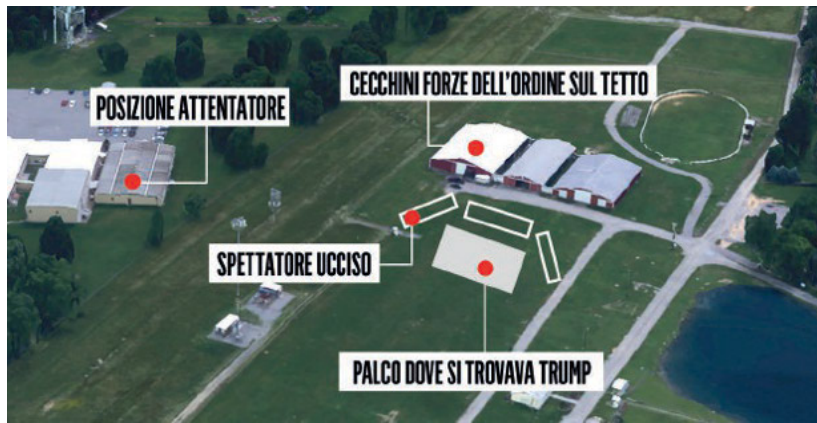 CECCHINI FORZE DELL'ORDINE SUL TETTO
POSIZIONE ATTENTATORE
SPETTATORE UCCISO
PALCO DOVE SI TROVAVA TRUMP